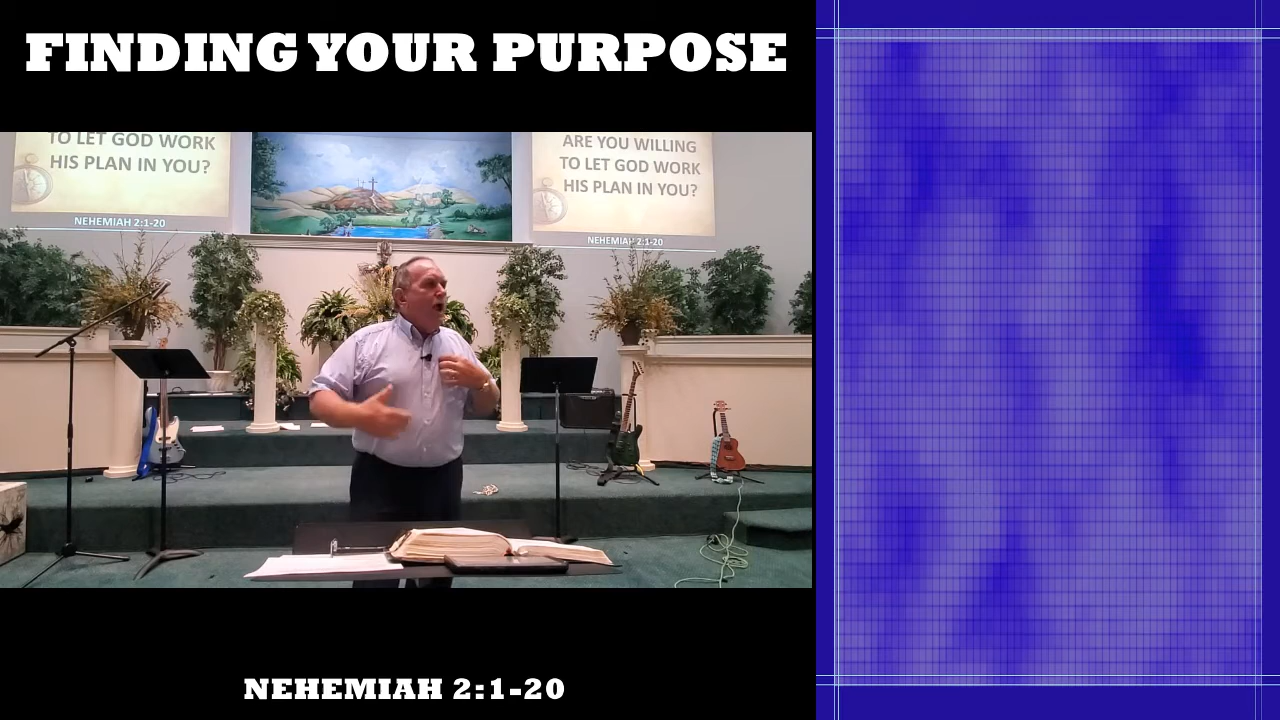 FINDING YOUR PURPOSE
TO LET GOD WORK
HIS PLAN IN YOU?
NEHEMIAH 2:1-20
ARE YOU WILLING
TO LET GOD WORK
HIS PLAN IN YOU?
NEHEMIAH 2:1-20
NEHEMIAH 2:1-20